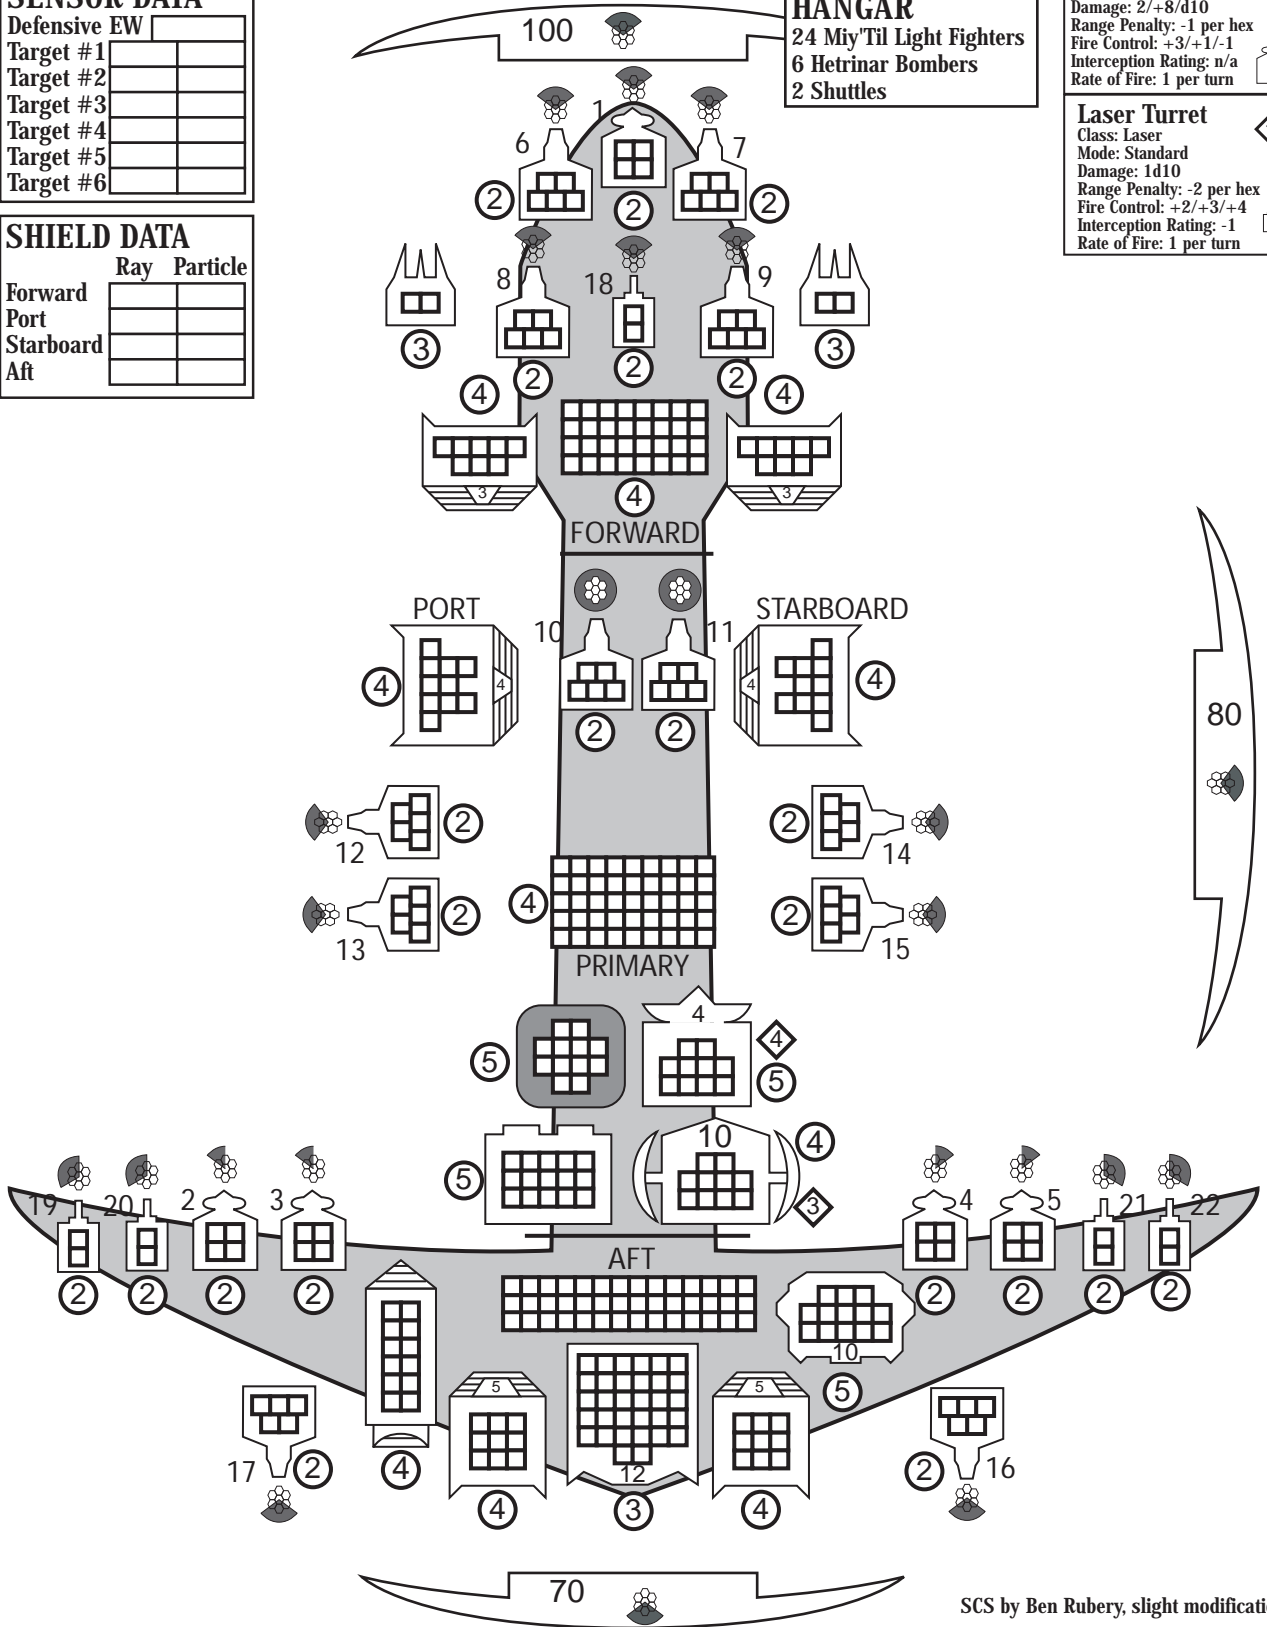 SENSOR DATA
Defensive EW
Target #1
Target #2
Target #3
Target #4
Target #5
Target #6
SHIELD DATA
Ray Particle
Forward
Port
Starboard
Aft
100
HANGAR
24 Miy'Til Light Fighters
6 Hetrinar Bombers
2 Shuttles
Damage: 2/+8/d10
Range Penalty: -1 per hex
Fire Control: +3/+1/-1
Interception Rating: n/a
Rate of Fire: 1 per turn
Laser Turret
Class: Laser
Mode: Standard
Damage: 1d10
Range Penalty: -2 per hex
Fire Control: +2/+3/+4
Interception Rating: -1
Rate of Fire: 1 per turn
1
6 7
2 2 2
8 18 9
3 2 2 2 3
4 4
3 3
4
FORWARD
PORT STARBOARD
10 11
4 4 4 4
2 2
80
2 2
12 14
4
2 2
13 15
PRIMARY
4
4
5 5
10 4
5 3
19 20 2 3 4 5 21 22
AFT
2 2 2 2 2 2 2 2
10
5 5 5
17 2 4 12 2 16
4 3 4
70
SCS by Ben Rubery, slight